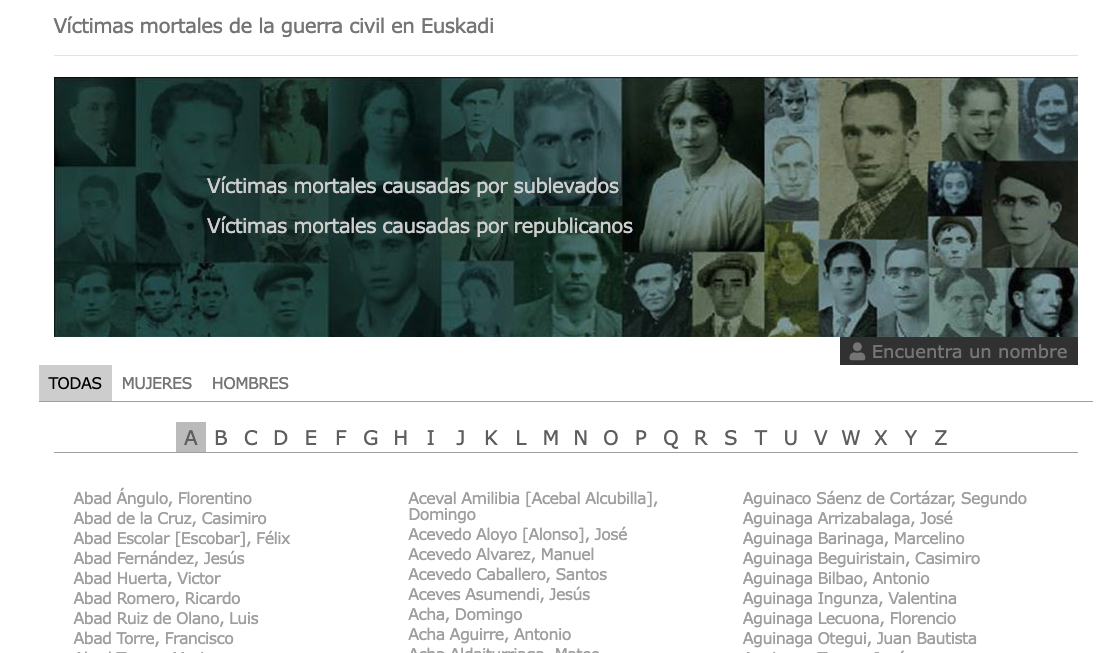 Víctimas mortales de la guerra civil en Euskadi
Víctimas mortales causadas por sublevados
Víctimas mortales causadas por republicanos
Encuentra un nombre
TODAS MUJERES HOMBRES
A B C D E F G H I J K L M N O P Q R S T U V W X Y Z
Abad Ángulo, Florentino
Abad de la Cruz, Casimiro
Abad Escolar [Escobar], Félix
Abad Fernández, Jesús
Abad Huerta, Victor
Abad Romero, Ricardo
Abad Ruiz de Olano, Luis
Abad Torre, Francisco
Aceval Amilibia [Acebal Alcubilla],
Domingo
Acevedo Aloyo [Alonso], José
Acevedo Alvarez, Manuel
Acevedo Caballero, Santos
Aceves Asumendi, Jesús
Acha, Domingo
Acha Aguirre, Antonio
Aguinaco Sáenz de Cortázar, Segundo
Aguinaga Arrizabalaga, José
Aguinaga Barinaga, Marcelino
Aguinaga Beguiristain, Casimiro
Aguinaga Bilbao, Antonio
Aguinaga Ingunza, Valentina
Aguinaga Lecuona, Florencio
Aguinaga Otegui, Juan Bautista